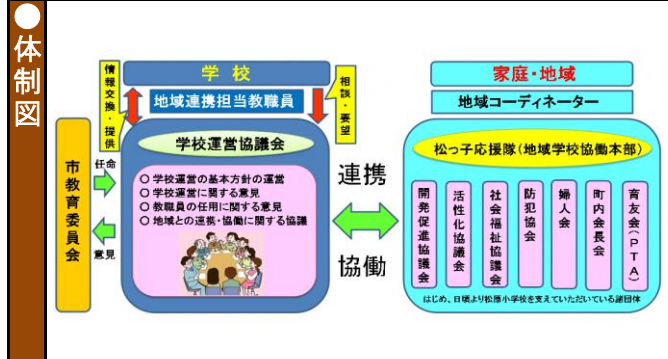 ●体制図
学校
地域連携担当教職員
情報交換・提供
相談・要望
学校運営協議会
○ 学校運営の基本方針の運営
○ 学校運営に関する意見
○ 教職員の任用に関する意見
○ 地域との連携・協働に関する協議
市教育委員会
任命
意見
連携
協働
家庭・地域
地域コーディネーター
松っ子応援隊(地域学校協働本部)
開発促進協議会
活性化協議会
社会福祉協議会
防犯協会
婦人会
町内会長会
育友会(PTA)
はじめ、日頃より松原小学校を支えていただいている諸団体